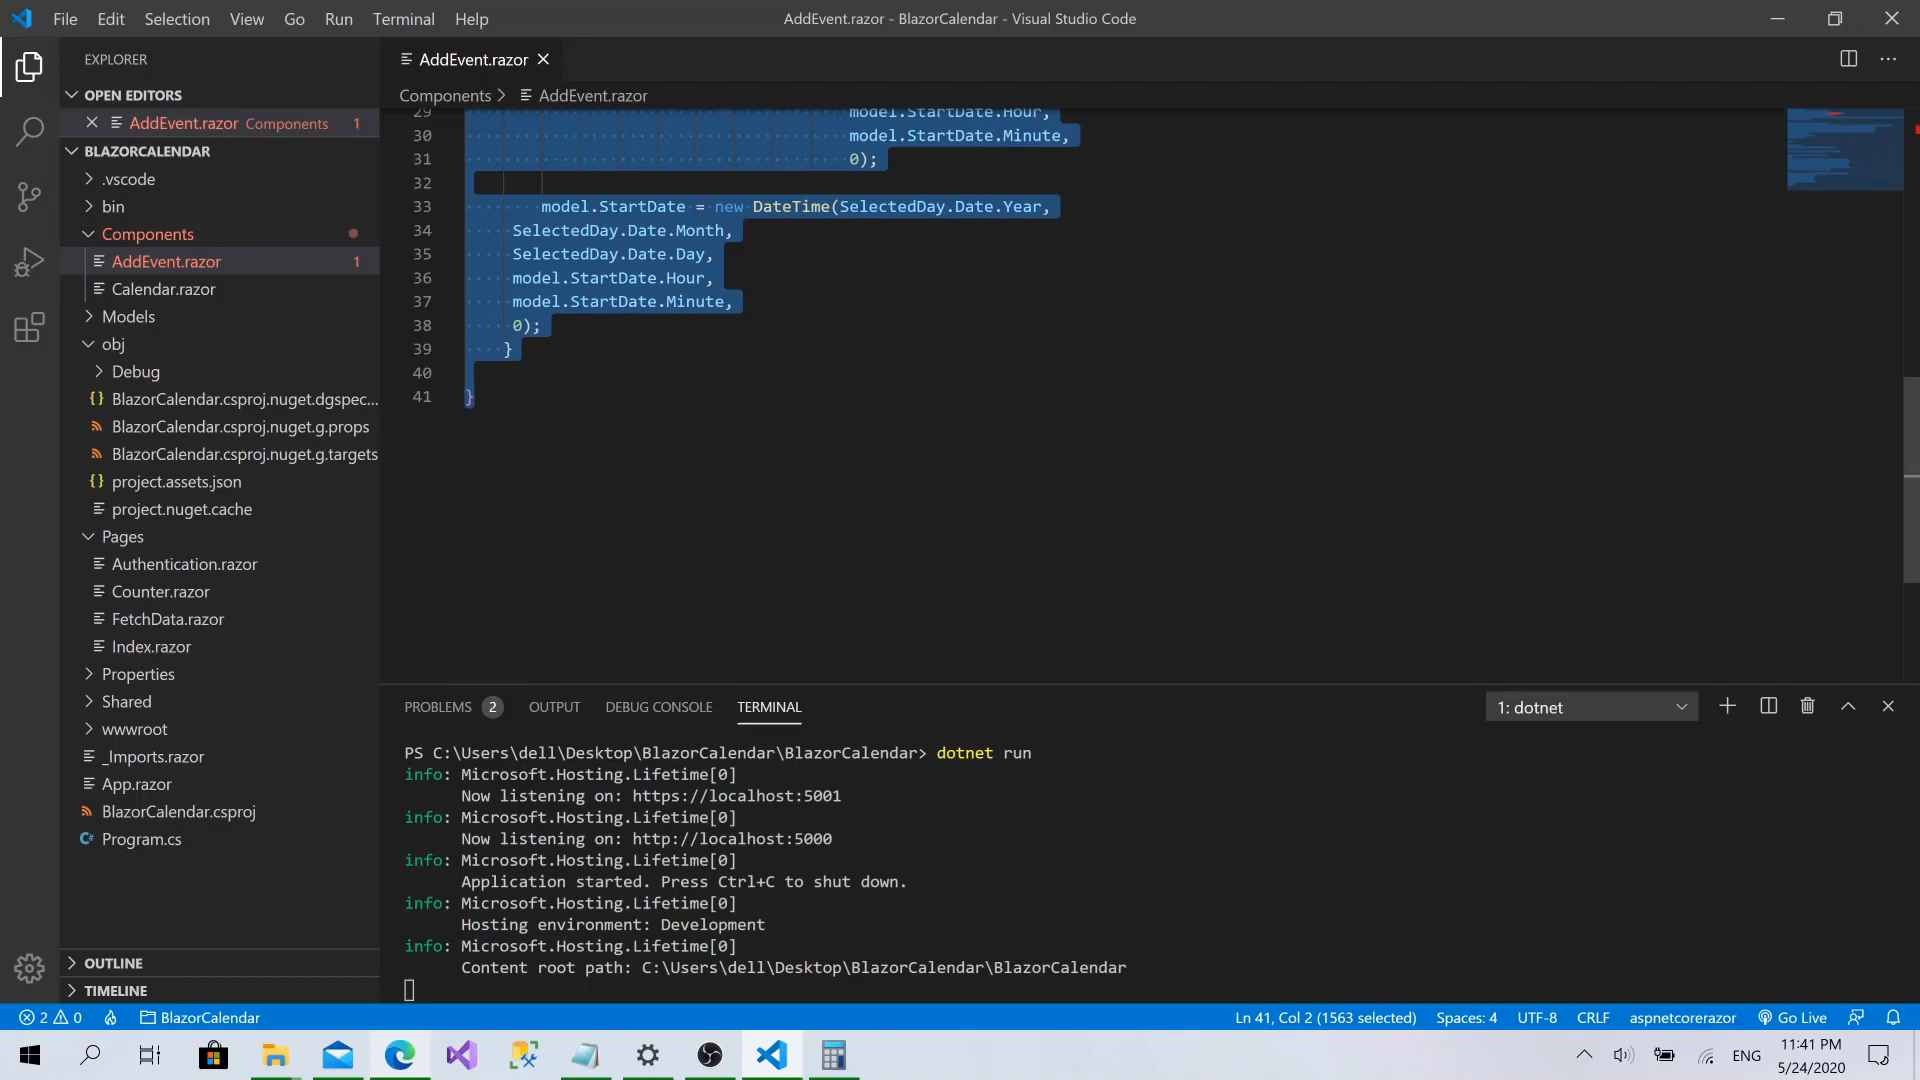 File Edit Selection View Go Run Terminal Help
AddEvent.razor - BlazorCalendar - Visual Studio Code
EXPLORER
OPEN EDITORS
AddEvent.razor Components 1
BLAZORCALENDAR
.vscode
bin
Components
AddEvent.razor 1
Calendar.razor
Models
obj
Debug
BlazorCalendar.csproj.nuget.dgspec...
BlazorCalendar.csproj.nuget.g.props
BlazorCalendar.csproj.nuget.g.targets
project.assets.json
project.nuget.cache
Pages
Authentication.razor
Counter.razor
FetchData.razor
Index.razor
Properties
Shared
wwwroot
_Imports.razor
App.razor
BlazorCalendar.csproj
Program.cs
OUTLINE
TIMELINE
AddEvent.razor
Components > AddEvent.razor
29 model.StartDate.Hour,
30 model.StartDate.Minute,
31 0);
32
33 model.StartDate = new DateTime(SelectedDay.Date.Year,
34 SelectedDay.Date.Month,
35 SelectedDay.Date.Day,
36 model.StartDate.Hour,
37 model.StartDate.Minute,
38 0);
39 }
40
41 }
PROBLEMS 2 OUTPUT DEBUG CONSOLE TERMINAL 1: dotnet
PS C:\Users\dell\Desktop\BlazorCalendar\BlazorCalendar> dotnet run
info: Microsoft.Hosting.Lifetime[0]
Now listening on: https://localhost:5001
info: Microsoft.Hosting.Lifetime[0]
Now listening on: http://localhost:5000
info: Microsoft.Hosting.Lifetime[0]
Application started. Press Ctrl+C to shut down.
info: Microsoft.Hosting.Lifetime[0]
Hosting environment: Development
info: Microsoft.Hosting.Lifetime[0]
Content root path: C:\Users\dell\Desktop\BlazorCalendar\BlazorCalendar
2 0 BlazorCalendar Ln 41, Col 2 (1563 selected) Spaces: 4 UTF-8 CRLF aspnetcorerazor Go Live
ENG
11:41 PM
5/24/2020